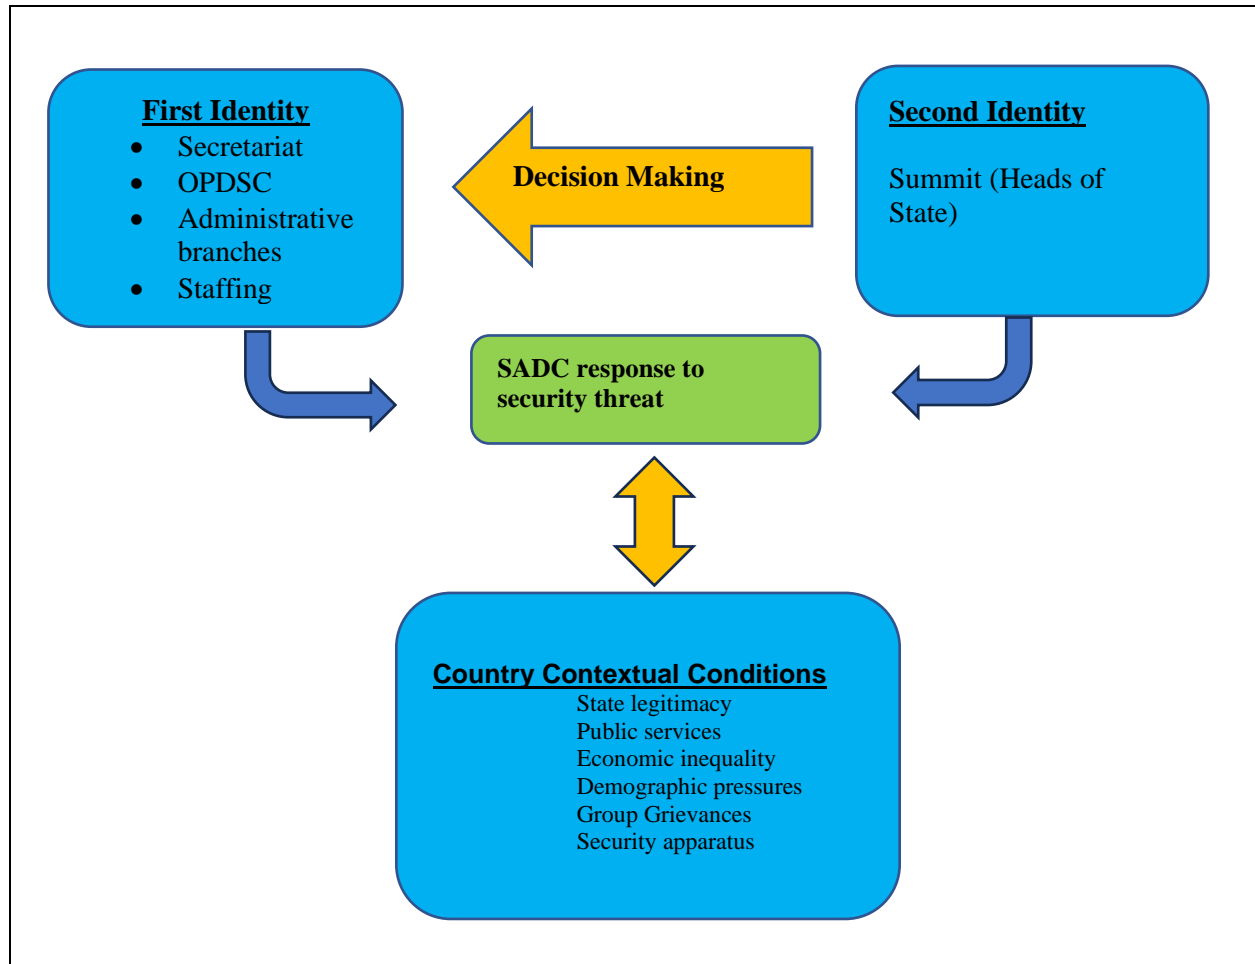 First Identity
• Secretariat
• OPDSC
• Administrative
branches
• Staffing
Decision Making
Second Identity
Summit (Heads of
State)
SADC response to
security threat
Country Contextual Conditions
State legitimacy
Public services
Economic inequality
Demographic pressures
Group Grievances
Security apparatus